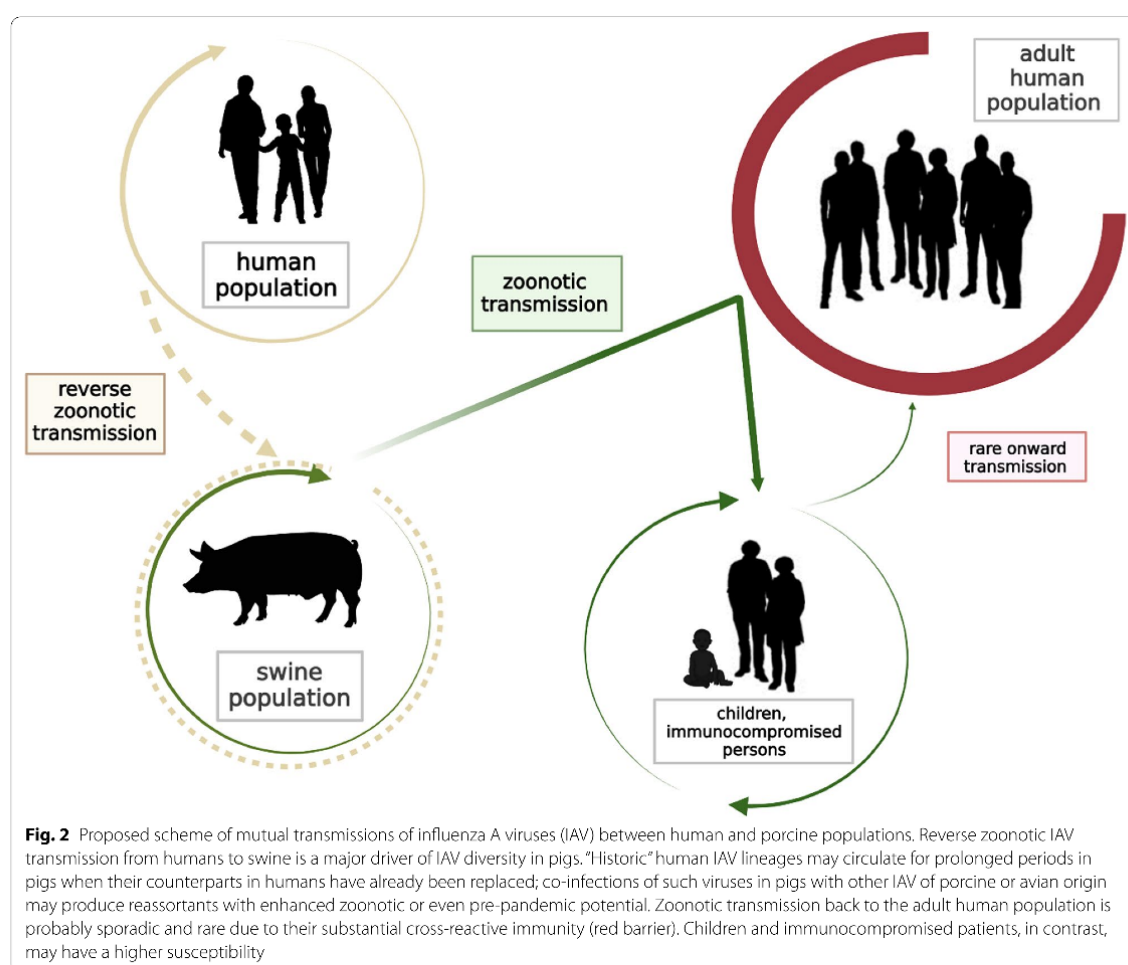 adult
human
population
human
population
zoonotic
transmission
reverse
zoonotic
transmission
rare onward
transmission
swine
population
children,
immunocompromised
persons
Fig. 2 Proposed scheme of mutual transmissions of influenza A viruses (IAV) between human and porcine populations. Reverse zoonotic IAV
transmission from humans to swine is a major driver of IAV diversity in pigs. “Historic” human IAV lineages may circulate for prolonged periods in
pigs when their counterparts in humans have already been replaced; co-infections of such viruses in pigs with other IAV of porcine or avian origin
may produce reassortants with enhanced zoonotic or even pre-pandemic potential. Zoonotic transmission back to the adult human population is
probably sporadic and rare due to their substantial cross-reactive immunity (red barrier). Children and immunocompromised patients, in contrast,
may have a higher susceptibility